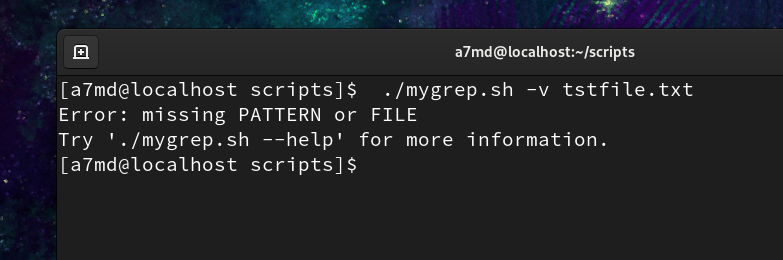 a7md@localhost:~/scripts
[a7md@localhost scripts]$  ./mygrep.sh -v tstfile.txt
Error: missing PATTERN or FILE
Try './mygrep.sh --help' for more information.
[a7md@localhost scripts]$